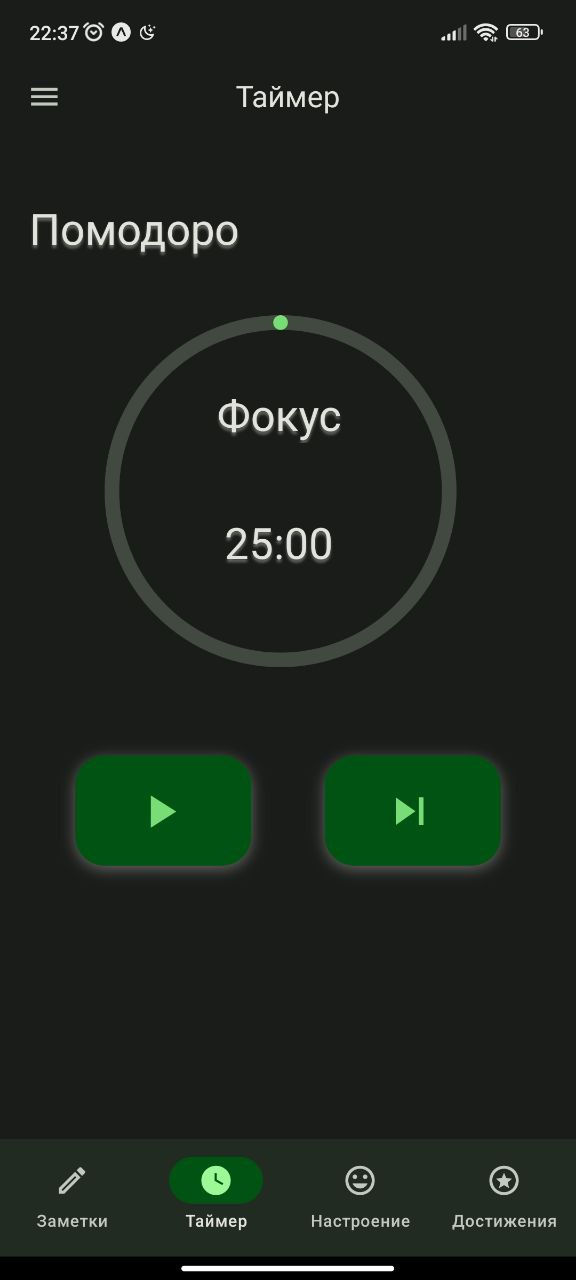 22:37
63
Таймер
Помодоро
Фокус
25:00
Заметки
Таймер
Настроение
Достижения